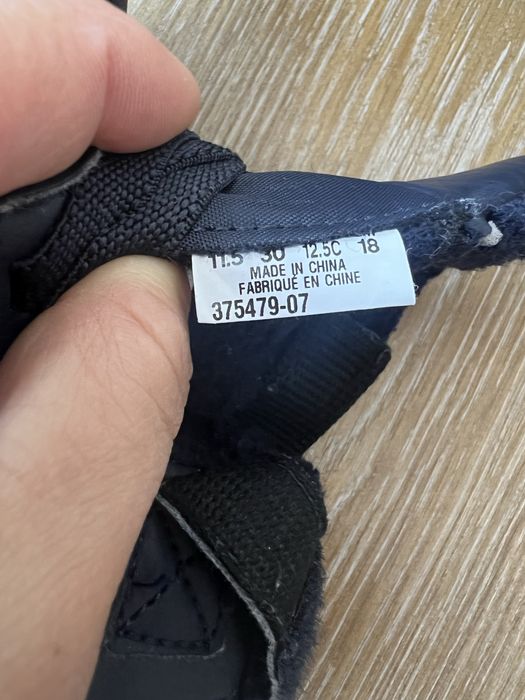 11.5 30 12.5C 18
MADE IN CHINA
FABRIQUÉ EN CHINE
375479-07